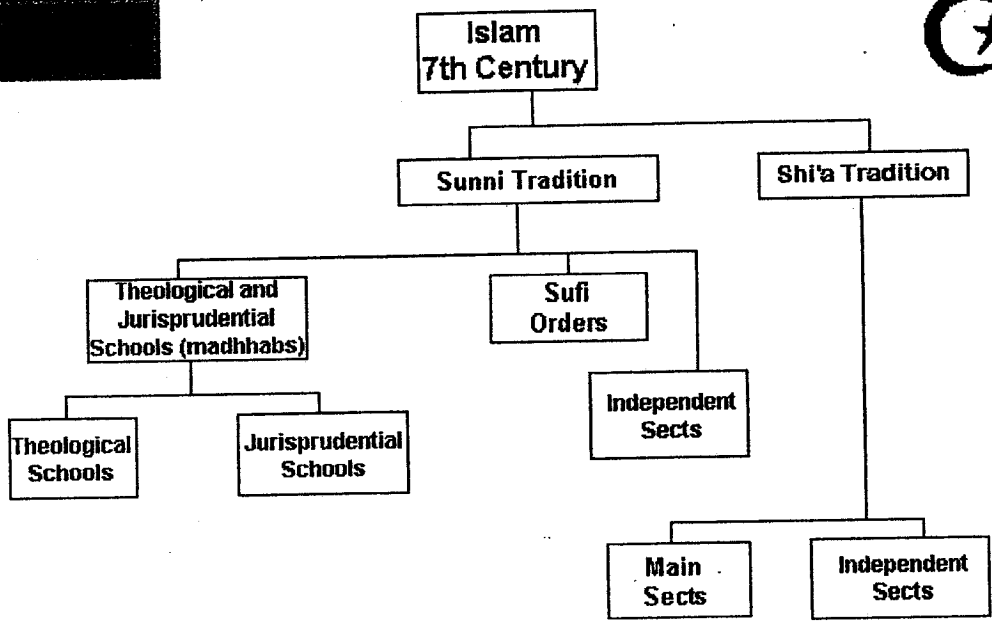 Islam
7th Century
Sunni Tradition
Shi'a Tradition
Theological and
Jurisprudential
Schools (madhhabs)
Sufi
Orders
Independent
Sects
Theological
Schools
Jurisprudential
Schools
Main
Sects
Independent
Sects